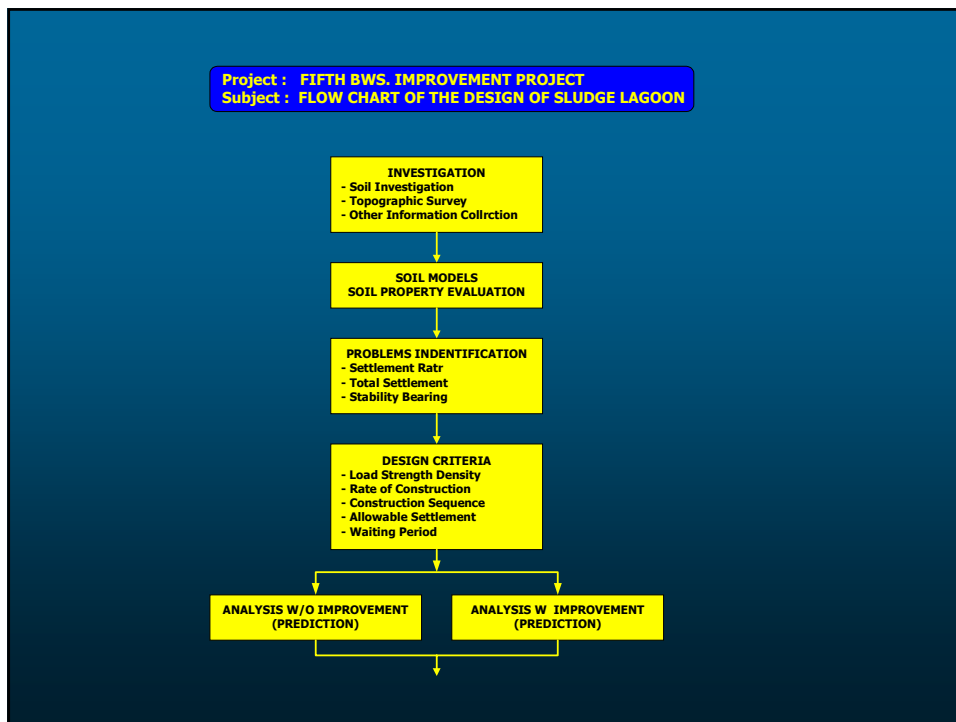 Project : FIFTH BWS. IMPROVEMENT PROJECT
Subject : FLOW CHART OF THE DESIGN OF SLUDGE LAGOON
INVESTIGATION
- Soil Investigation
- Topographic Survey
- Other Information Collrction
SOIL MODELS
SOIL PROPERTY EVALUATION
PROBLEMS INDENTIFICATION
- Settlement Ratr
- Total Settlement
- Stability Bearing
DESIGN CRITERIA
- Load Strength Density
- Rate of Construction
- Construction Sequence
- Allowable Settlement
- Waiting Period
ANALYSIS W/O IMPROVEMENT
(PREDICTION)
ANALYSIS W IMPROVEMENT
(PREDICTION)